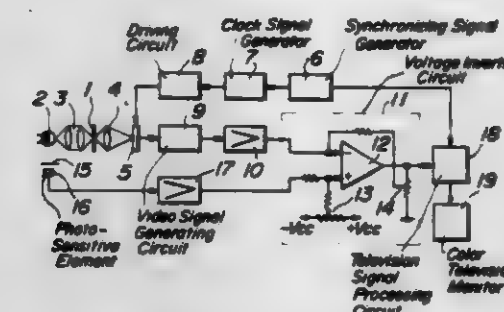 Driving
Circuit
Clock Signal
Generator
Synchronizing Signal
Generator
Voltage
Circuit
8
7
6
11
2
3
1
4
9
5
15
16
17
10
12
13
14
18
19
-Vcc
+Vcc
Photo-
Sensitive
Element
Video Signal
Generating
Circuit
Television
Signal
Processing
Circuit
Color
Television
Monitor